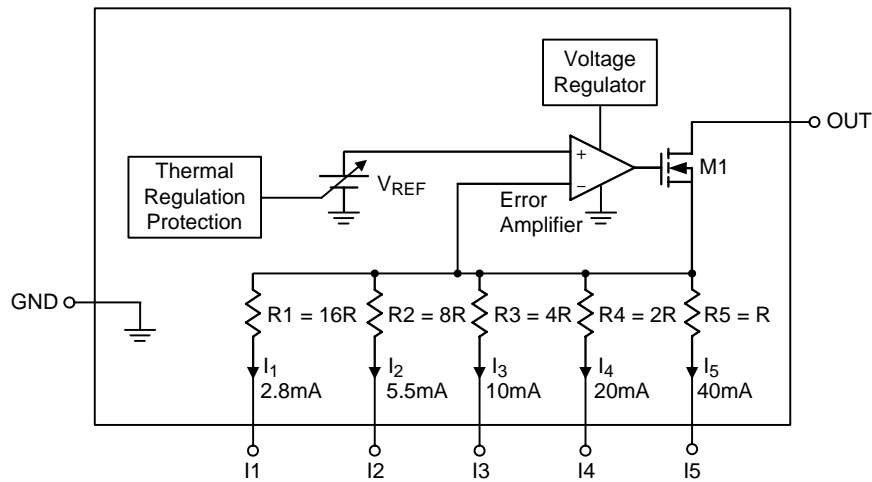 Voltage
Regulator
OUT
+
M1
Thermal
Regulation
Protection
VREF
−
Error
Amplifier
GND
R1 = 16R
R2 = 8R
R3 = 4R
R4 = 2R
R5 = R
I1
2.8mA
I2
5.5mA
I3
10mA
I4
20mA
I5
40mA
I1
I2
I3
I4
I5